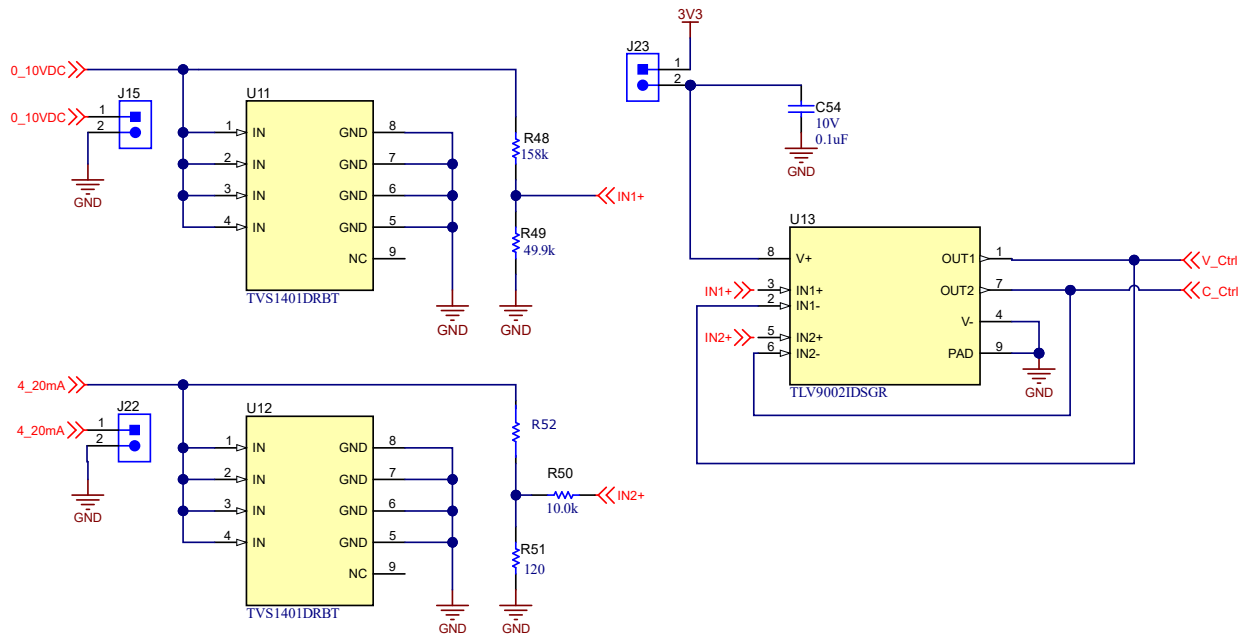 3V3
J23
1
2
C54
10V
0.1uF
GND
0_10VDC
0_10VDC
J15
1
2
GND
U11
1 IN GND 8
2 IN GND 7
3 IN GND 6
4 IN GND 5
NC 9
TVS1401DRBT
GND
R48
158k
IN1+
R49
49.9k
GND
U13
8 V+ OUT1 1 V_Ctrl
IN1+ 3 IN1+ OUT2 7 C_Ctrl
2 IN1- V- 4
IN2+ 5 IN2+ PAD 9
6 IN2-
TLV9002IDSGR
GND
4_20mA
4_20mA
J22
1
2
GND
U12
1 IN GND 8
2 IN GND 7
3 IN GND 6
4 IN GND 5
NC 9
TVS1401DRBT
GND
R52
R50
10.0k
IN2+
R51
120
GND